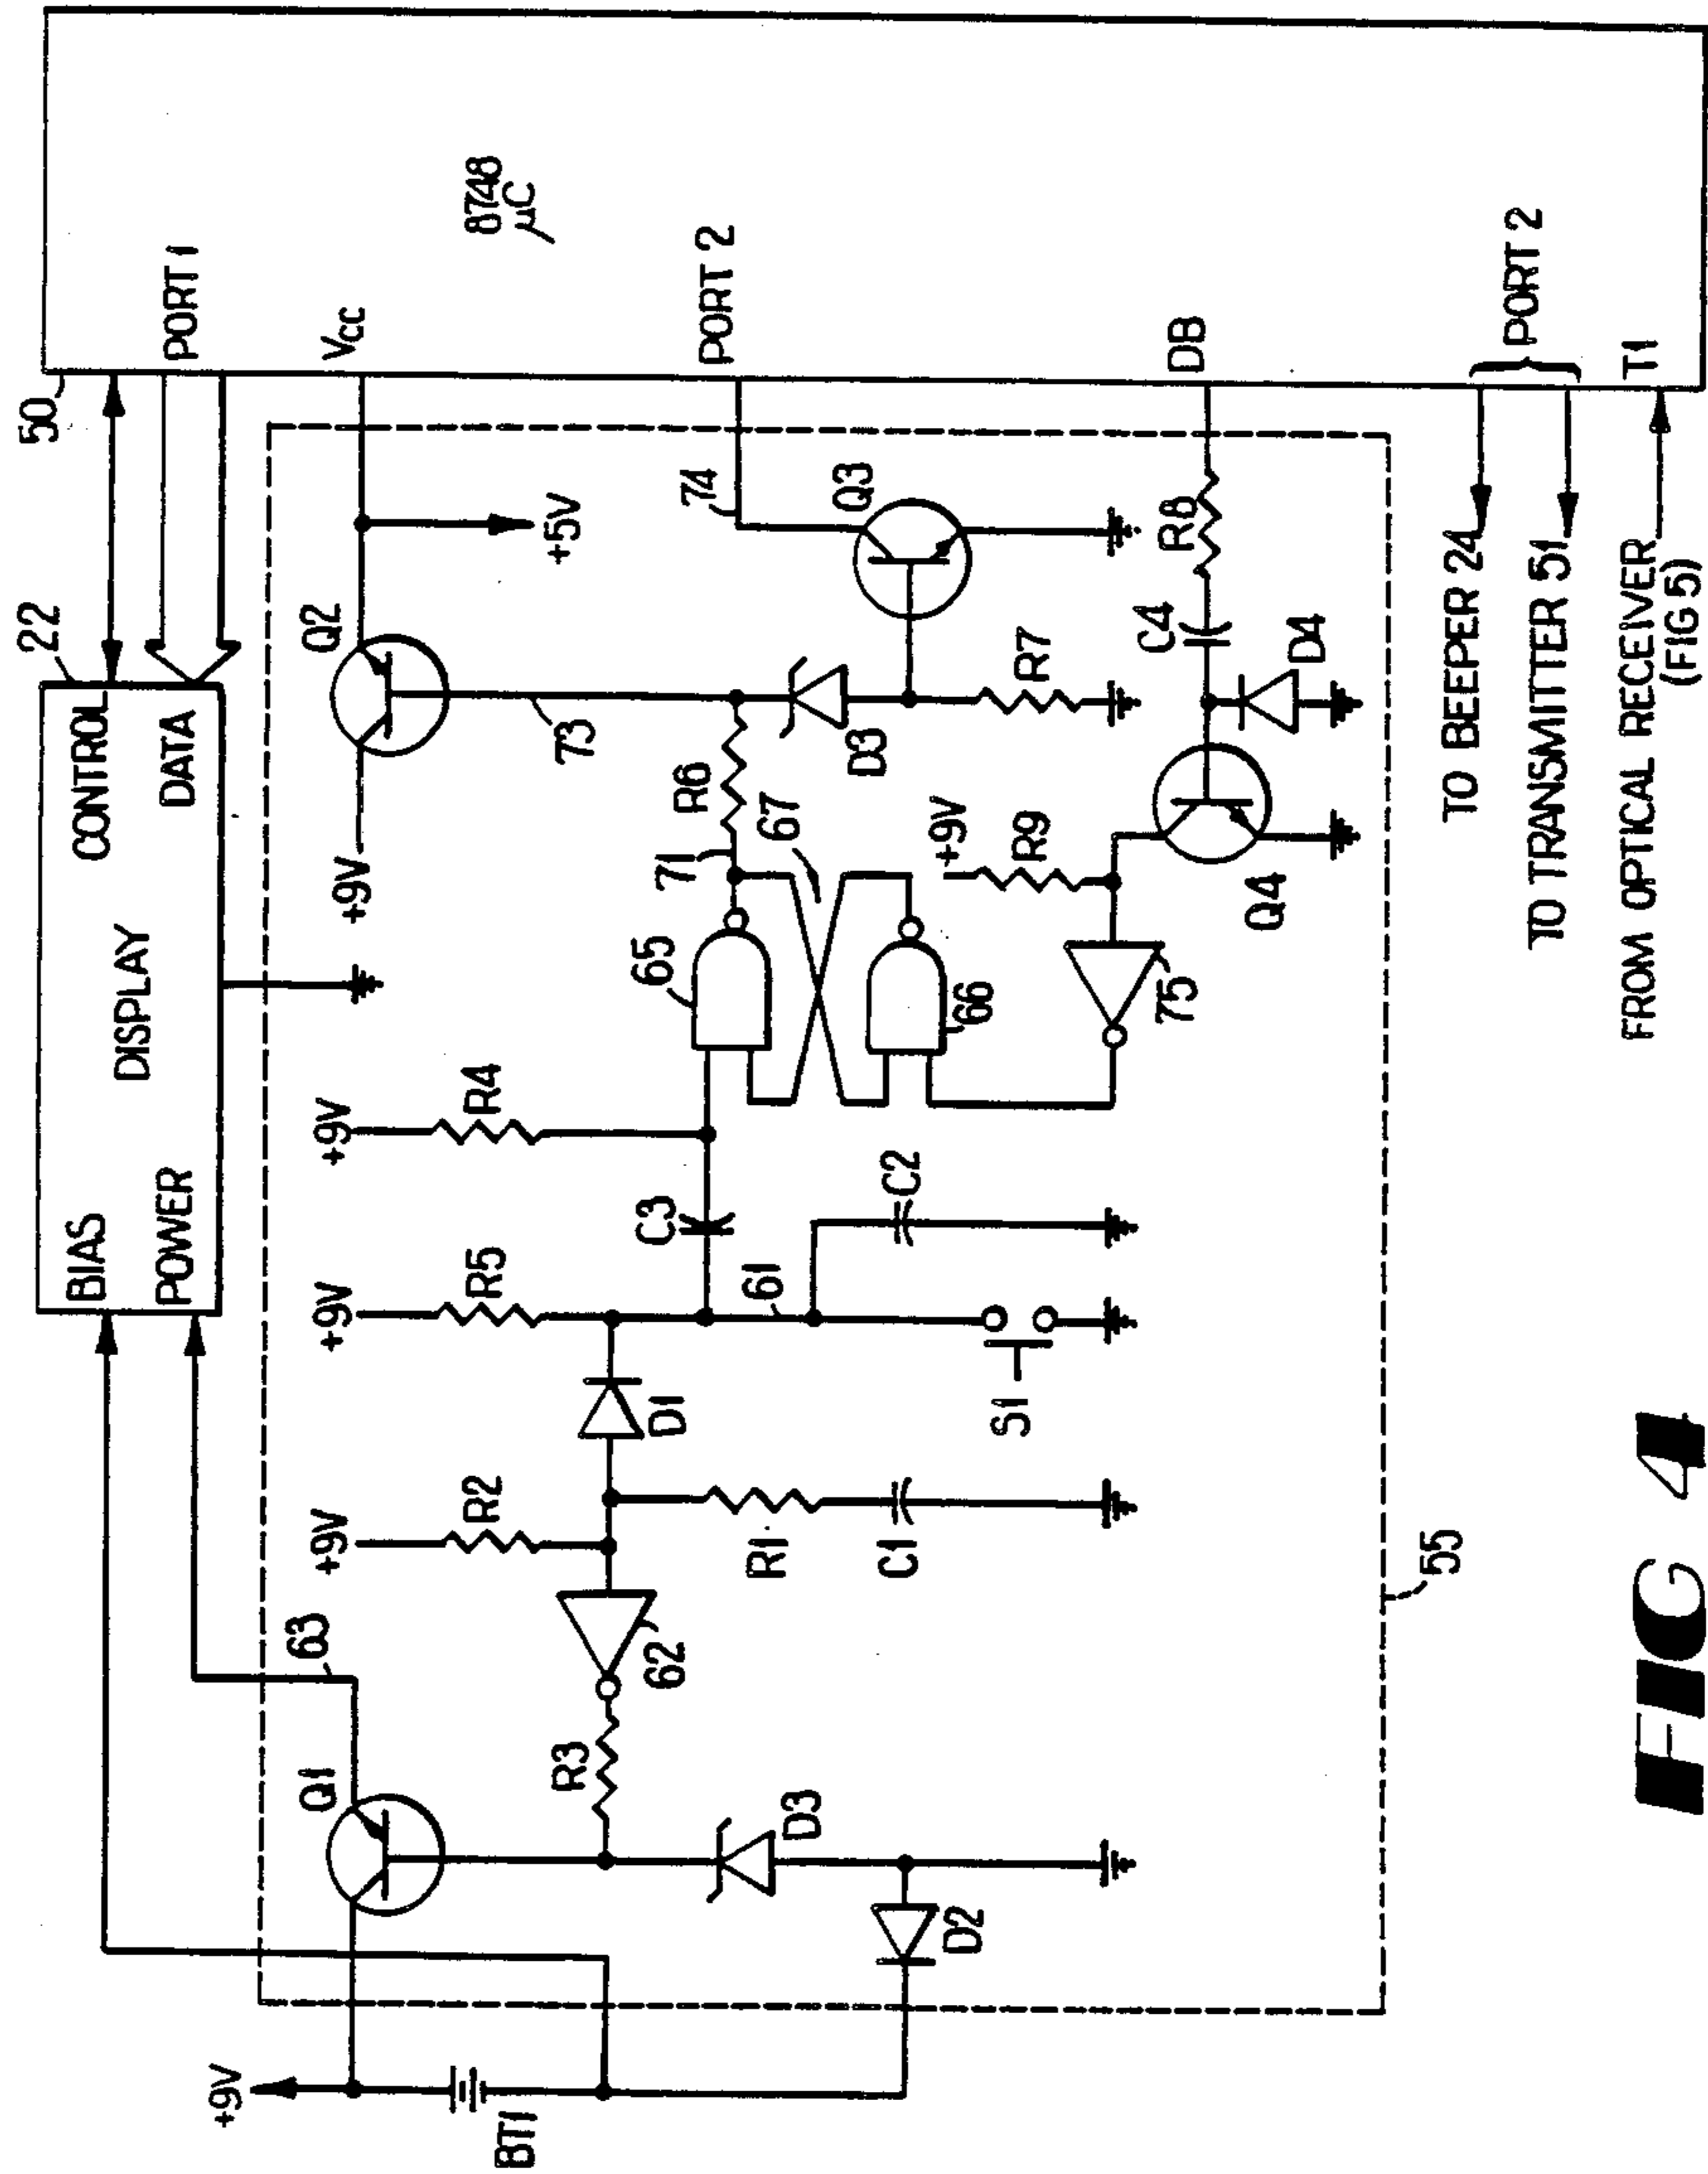 50
22
CONTROL
DATA
DISPLAY
BIAS
POWER
PORT 1
8748
µC
Vcc
PORT 2
DB
PORT 2
T1
+9V
BT1
Q1
63
+9V
R2
+9V
R5
+9V
R4
+9V
Q2
+5V
R3
62
D1
C3
65
71
R6
73
74
Q3
D3
D3
R7
67
66
61
C2
R1
C1
S1
D2
+9V
R9
75
Q4
C4
R8
D4
55
TO BEEPER 24
TO TRANSMITTER 51
FROM OPTICAL RECEIVER
(FIG 5)
FIG 4